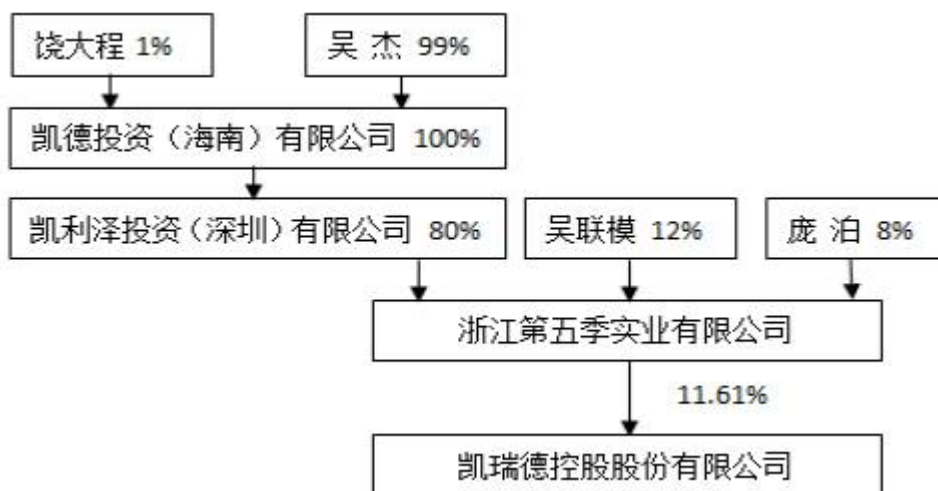 饶大程 1%
吴 杰 99%
凯德投资（海南）有限公司 100%
凯利泽投资（深圳）有限公司 80%
吴联模 12%
庞 泊 8%
浙江第五季实业有限公司
11.61%
凯瑞德控股股份有限公司